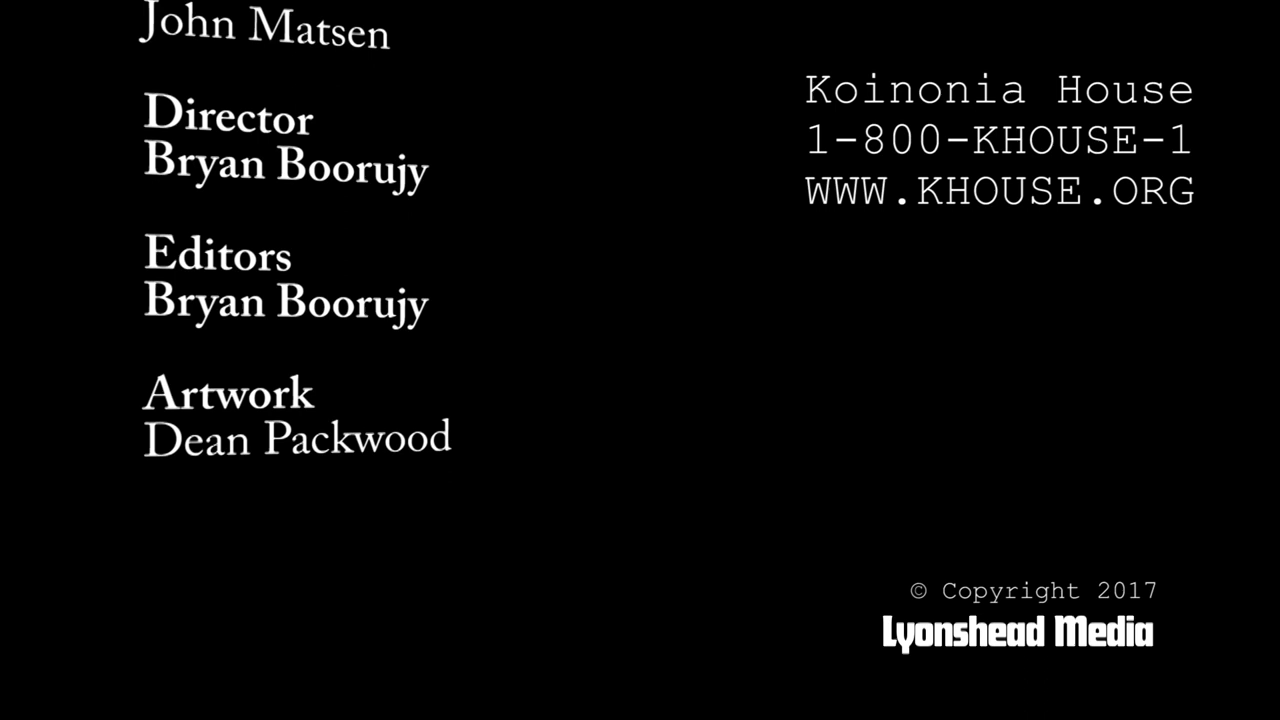 John Matsen
Director
Bryan Boorujy
Editors
Bryan Boorujy
Artwork
Dean Packwood
Koinonia House
1-800-KHOUSE-1
WWW.KHOUSE.ORG
© Copyright 2017
Lyonshead Media